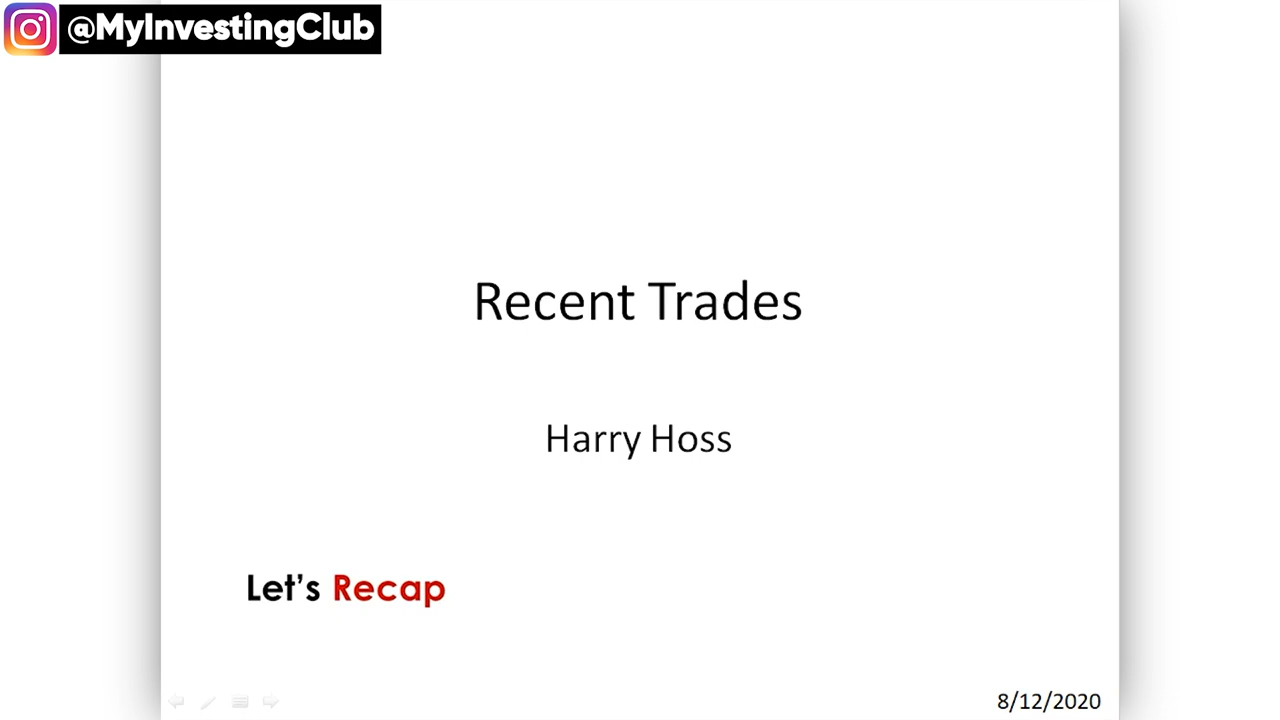 @MyInvestingClub
Recent Trades
Harry Hoss
Let’s Recap
8/12/2020